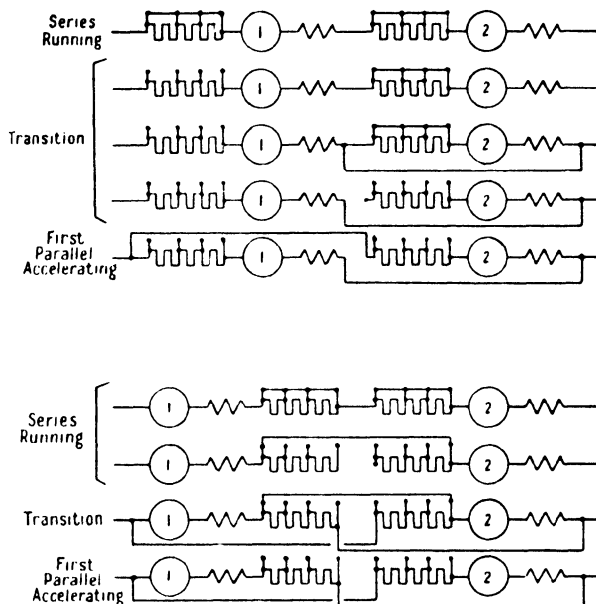 Series
Running
1
2
1
2
Transition
1
2
1
2
First
Parallel
Accelerating
1
2
Series
Running
1
2
1
2
Transition
1
2
First
Parallel
Accelerating
1
2